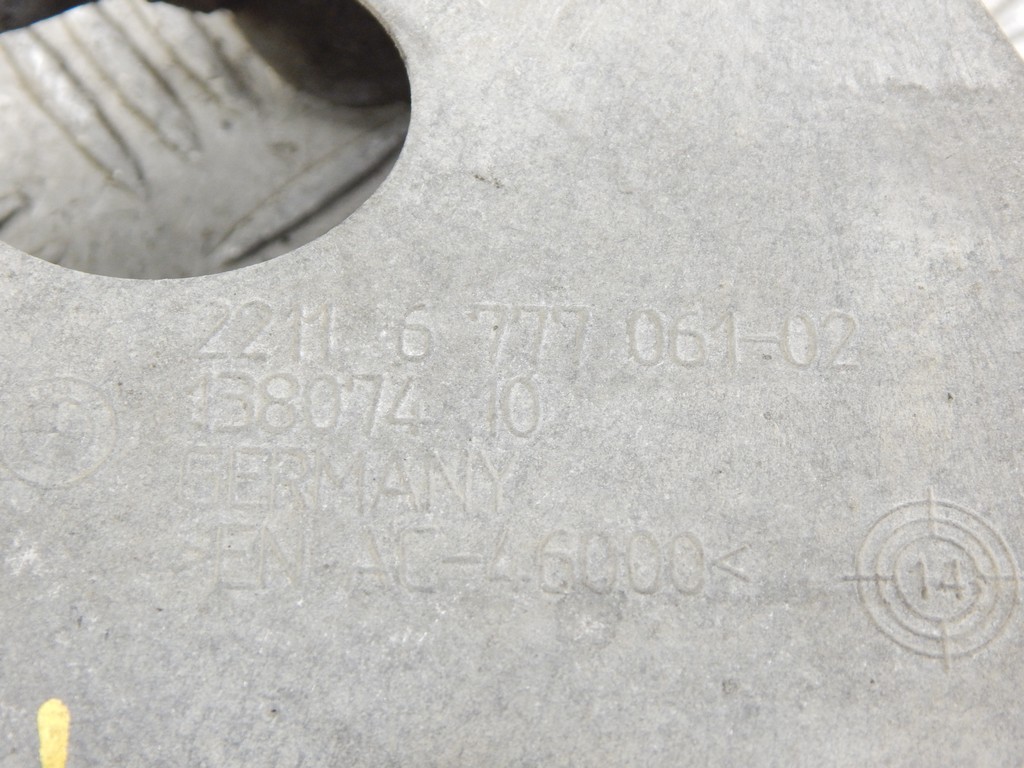 2211 6 777 061-02
138074 10
GERMANY
>EN AC-46000<
14